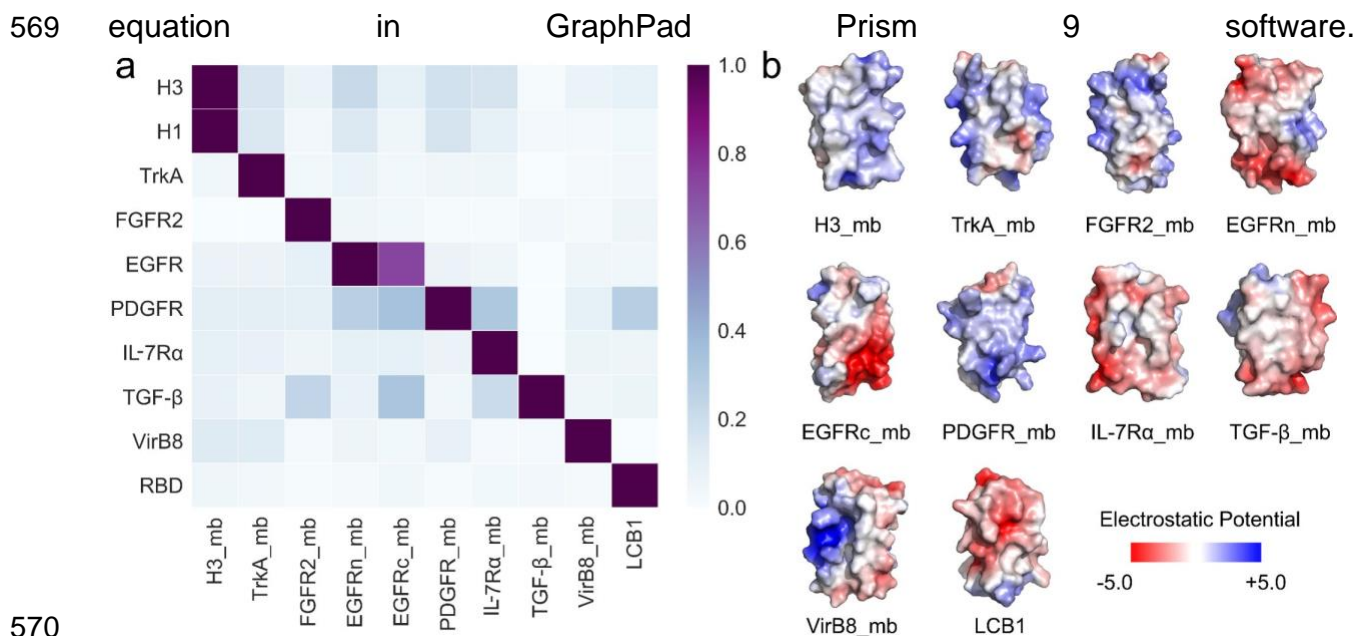 569 equation in GraphPad Prism 9 software.
a
b
H3
H1
TrkA
FGFR2
EGFR
PDGFR
IL-7Rα
TGF-β
VirB8
RBD
H3_mb
TrkA_mb
FGFR2_mb
EGFRn_mb
EGFRc_mb
PDGFR_mb
IL-7Rα_mb
TGF-β_mb
VirB8_mb
LCB1
1.0
0.8
0.6
0.4
0.2
0.0
H3_mb TrkA_mb FGFR2_mb EGFRn_mb
EGFRc_mb PDGFR_mb IL-7Rα_mb TGF-β_mb
VirB8_mb LCB1
Electrostatic Potential
-5.0 +5.0
570